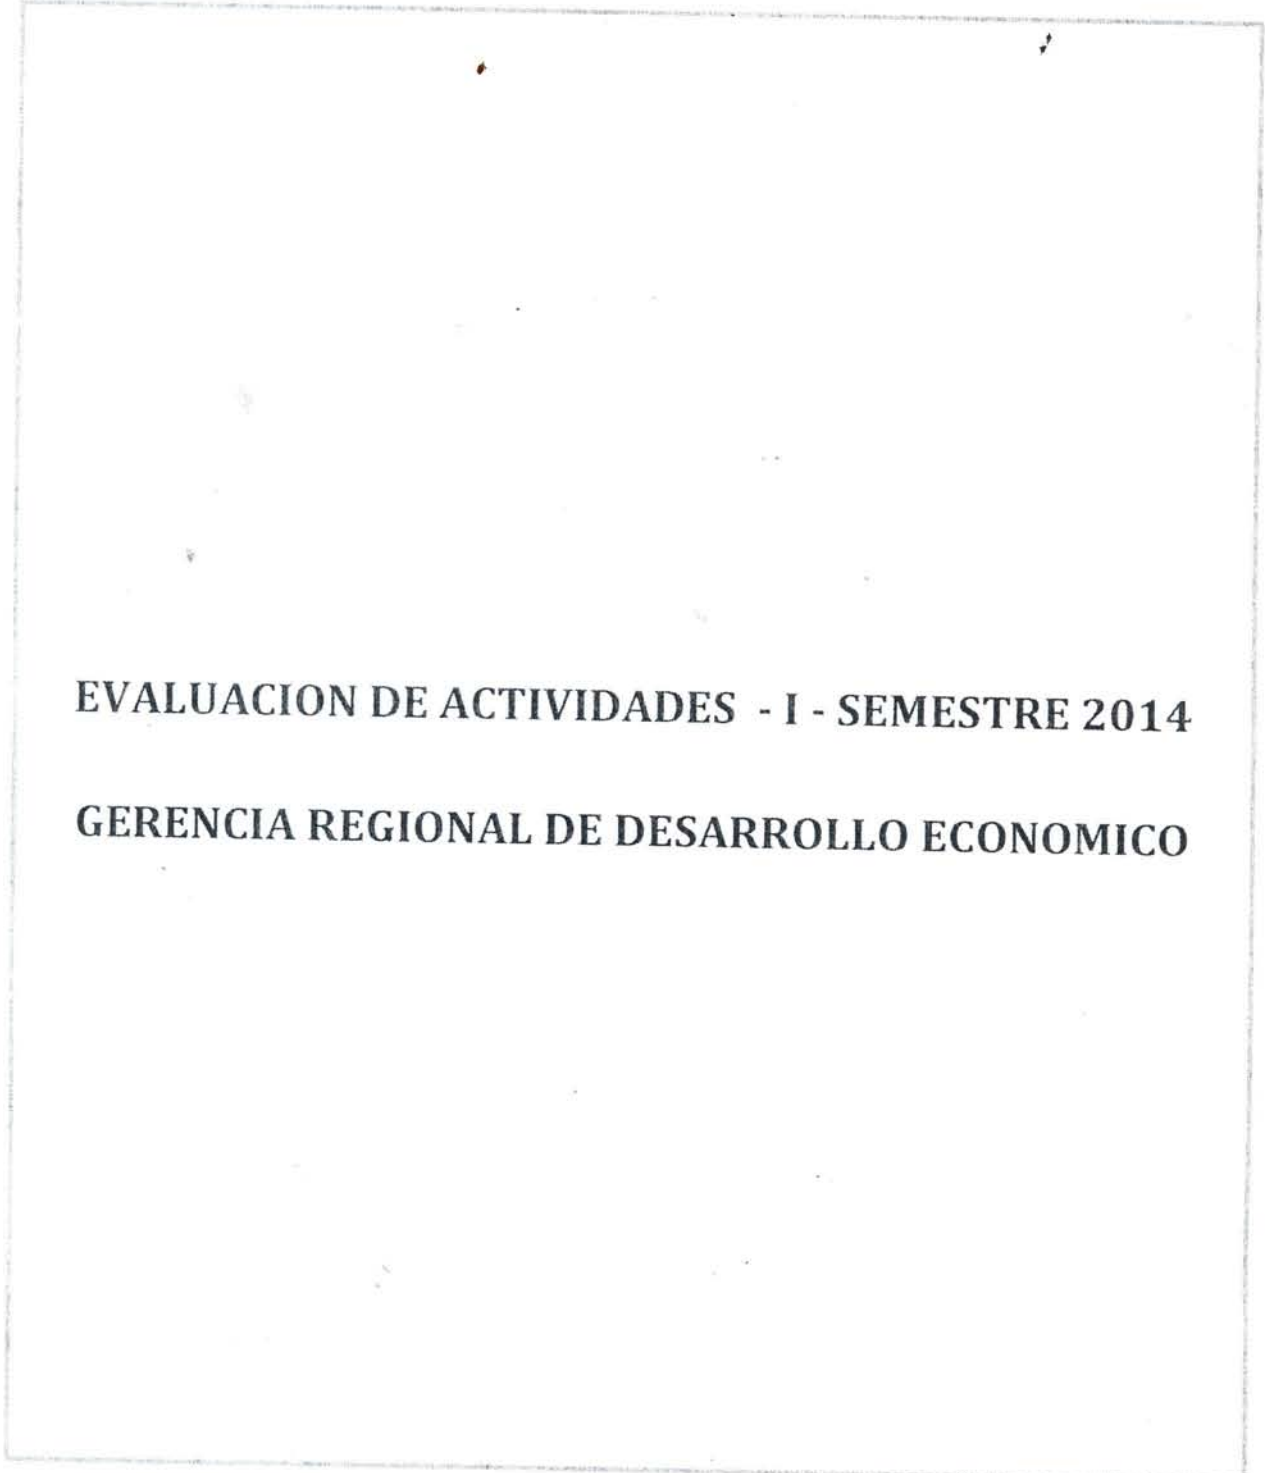 EVALUACION DE ACTIVIDADES - I - SEMESTRE 2014
GERENCIA REGIONAL DE DESARROLLO ECONOMICO